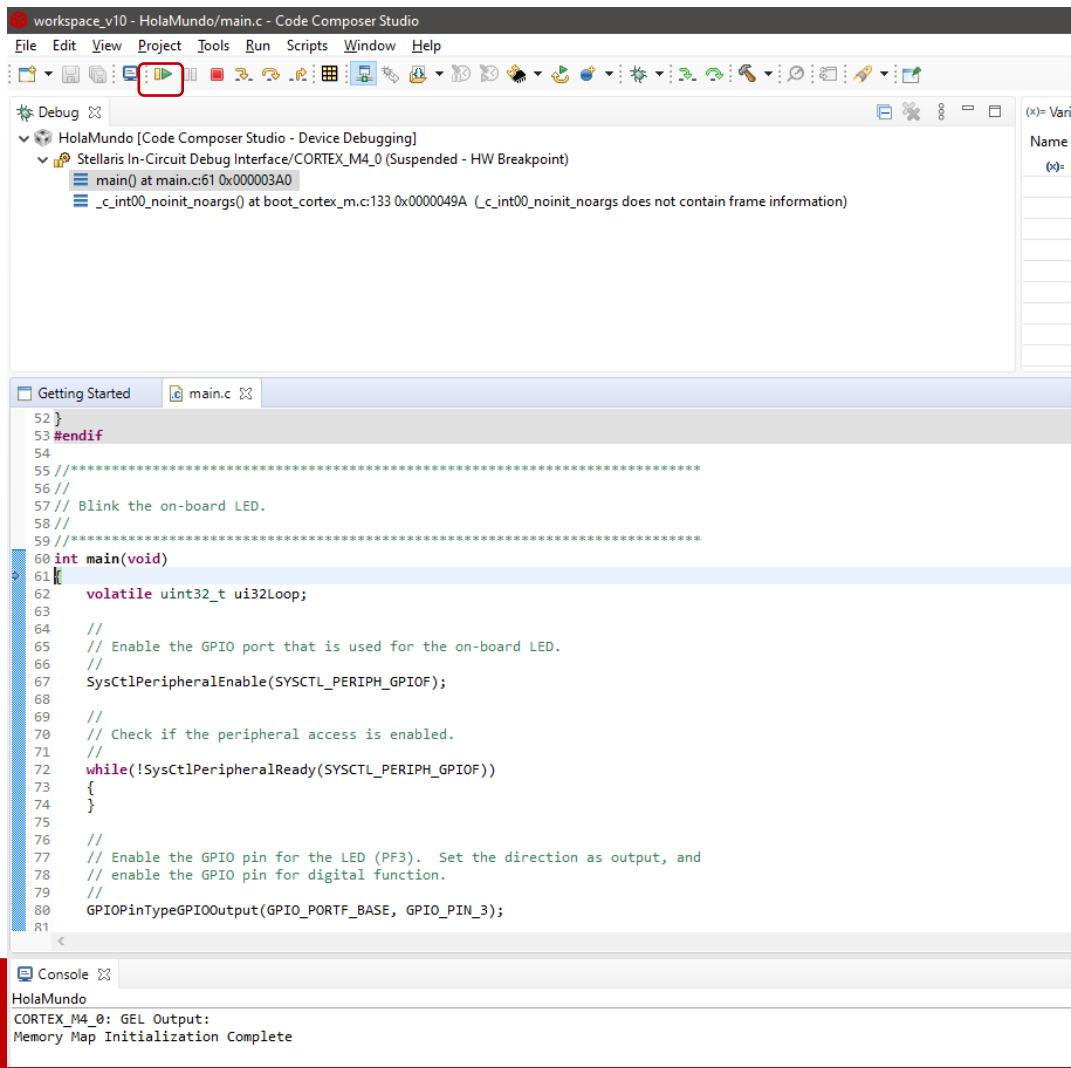 workspace_v10 - HolaMundo/main.c - Code Composer Studio
File Edit View Project Tools Run Scripts Window Help
Debug
(x)= Vari
HolaMundo [Code Composer Studio - Device Debugging]
Name
Stellaris In-Circuit Debug Interface/CORTEX_M4_0 (Suspended - HW Breakpoint)
(x)=
main() at main.c:61 0x000003A0
_c_int00_noinit_noargs() at boot_cortex_m.c:133 0x0000049A (_c_int00_noinit_noargs does not contain frame information)
Getting Started
main.c
52 }
53 #endif
54
55 //*****************************************************************************
56 //
57 // Blink the on-board LED.
58 //
59 //*****************************************************************************
60 int main(void)
61 {
62     volatile uint32_t ui32Loop;
63
64     //
65     // Enable the GPIO port that is used for the on-board LED.
66     //
67     SysCtlPeripheralEnable(SYSCTL_PERIPH_GPIOF);
68
69     //
70     // Check if the peripheral access is enabled.
71     //
72     while(!SysCtlPeripheralReady(SYSCTL_PERIPH_GPIOF))
73     {
74     }
75
76     //
77     // Enable the GPIO pin for the LED (PF3).  Set the direction as output, and
78     // enable the GPIO pin for digital function.
79     //
80     GPIOPinTypeGPIOOutput(GPIO_PORTF_BASE, GPIO_PIN_3);
81
Console
HolaMundo
CORTEX_M4_0: GEL Output:
Memory Map Initialization Complete